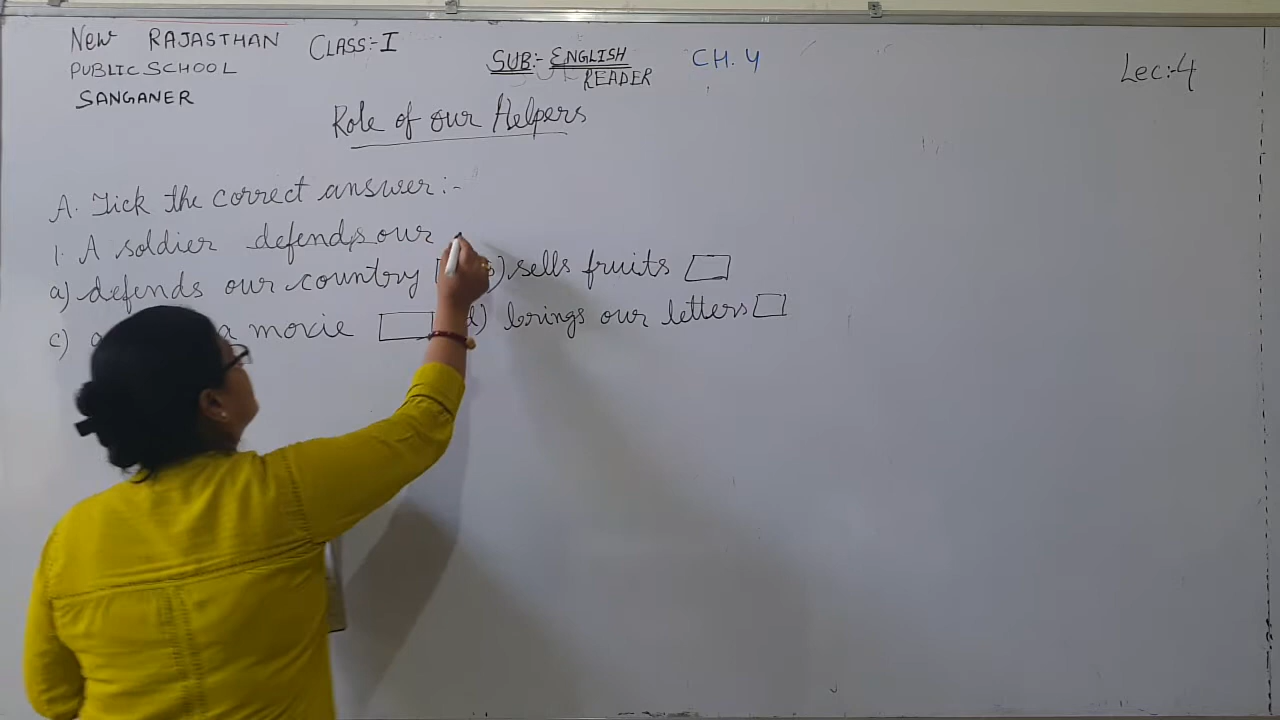 New RAJASTHAN
PUBLIC SCHOOL
SANGANER
CLASS:- I
SUB:- ENGLISH
READER
CH. 4
Lec:-4
Role of our Helpers
A. Tick the correct answer:-
1. A soldier defends our
a) defends our country
sells fruits
c) a movie
d) brings our letters